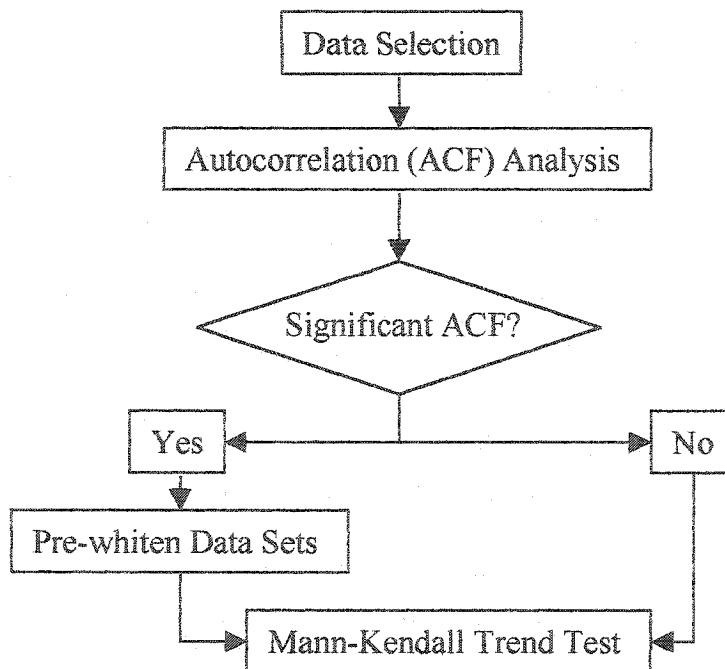 Data Selection
Autocorrelation (ACF) Analysis
Significant ACF?
Yes
No
Pre-whiten Data Sets
Mann-Kendall Trend Test